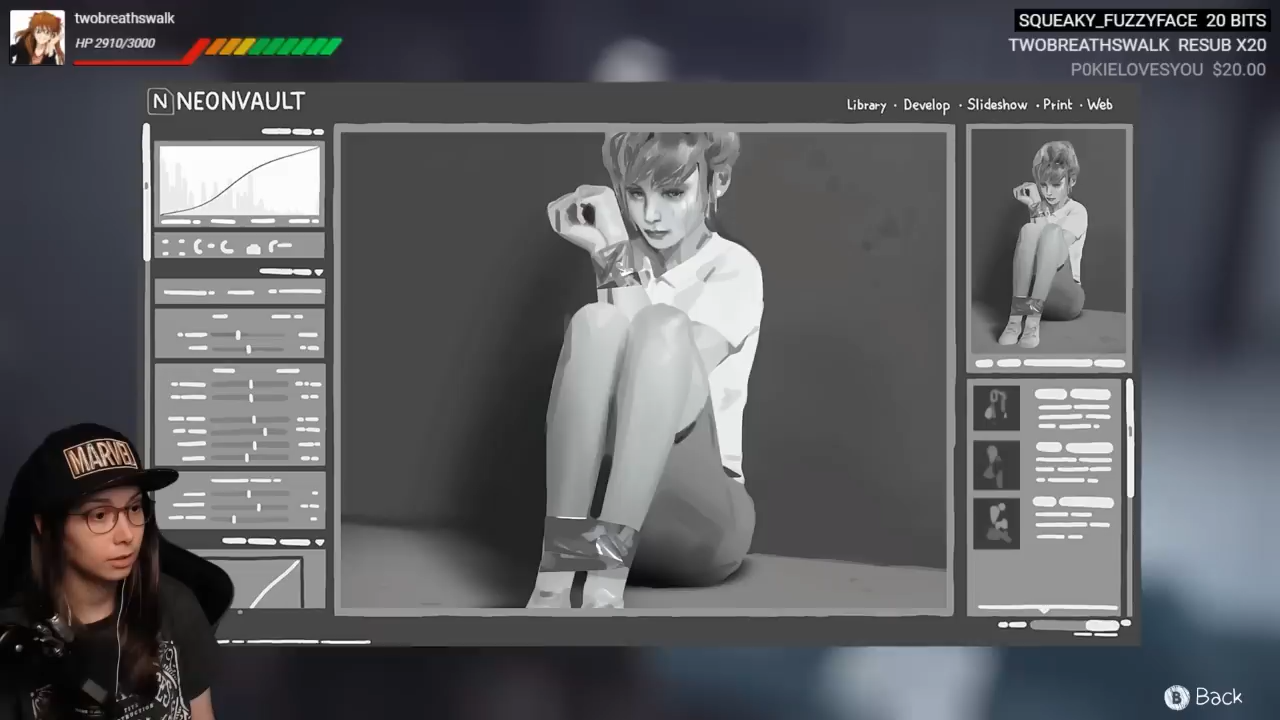 twobreathswalk
HP 2910/3000
SQUEAKY_FUZZYFACE 20 BITS
TWOBREATHSWALK RESUB X20
P0KIELOVESYOU $20.00
N NEONVAULT
Library · Develop · Slideshow · Print · Web
MARVEL
B Back